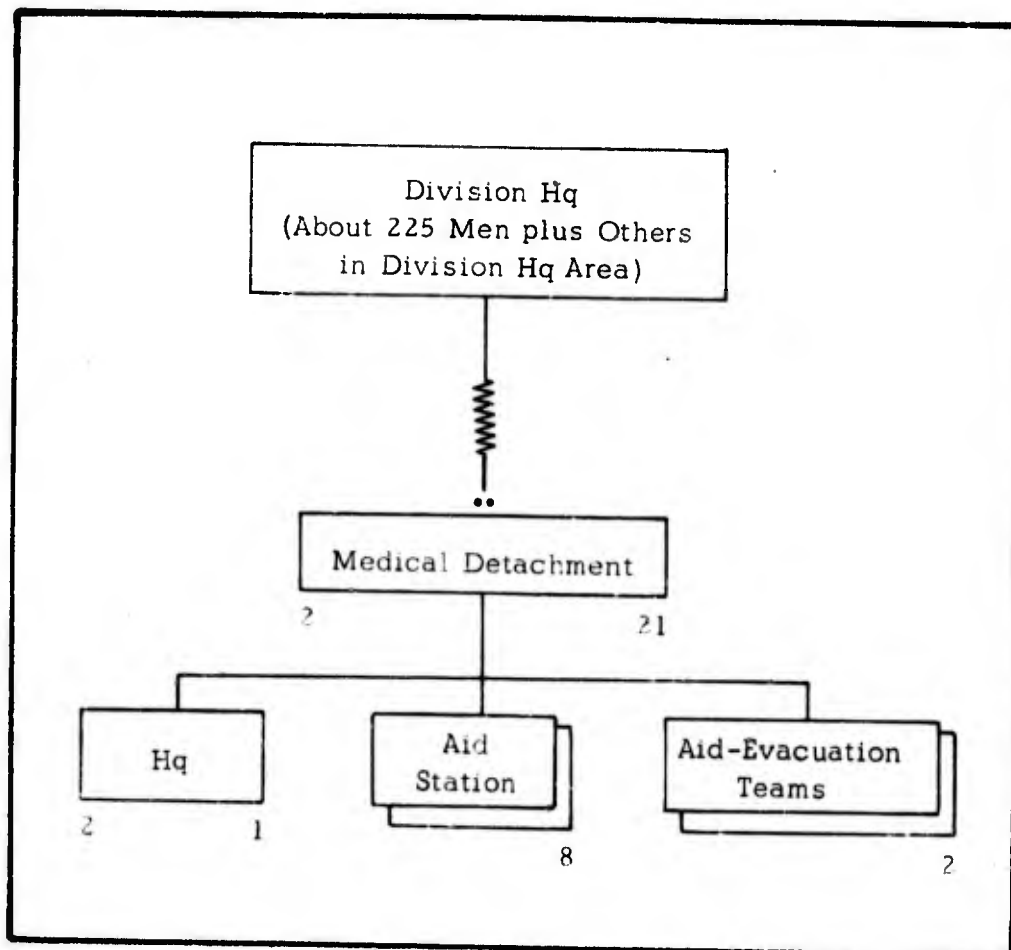 Division Hq
(About 225 Men plus Others
in Division Hq Area)
Medical Detachment
2 21
Hq
2 1
Aid
Station
8
Aid-Evacuation
Teams
2